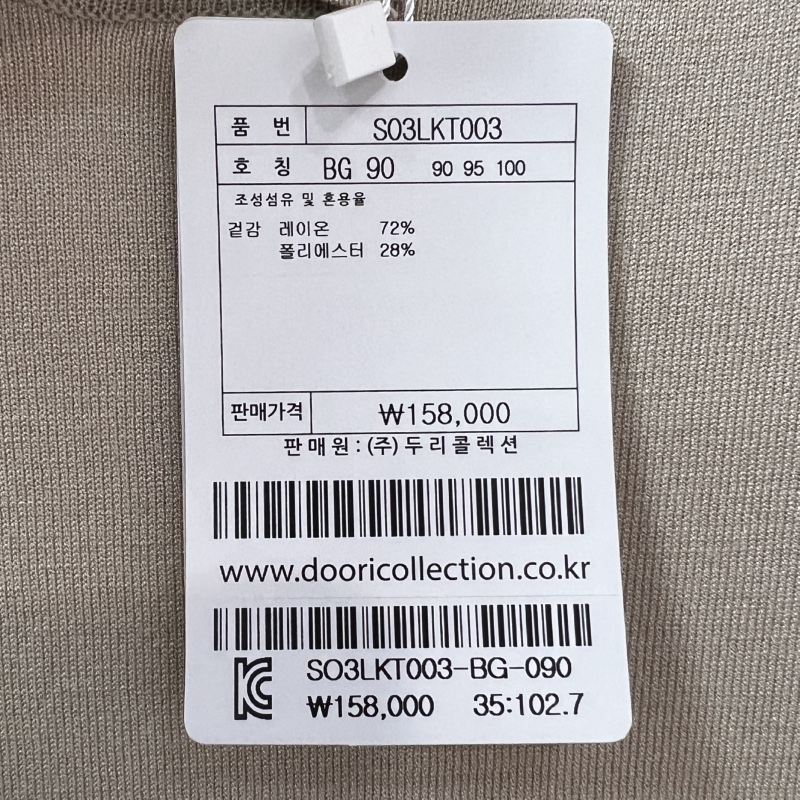 품 번 SO3LKT003
호 칭 BG 90 90 95 100
조성섬유 및 혼용율
겉감 레이온 72%
폴리에스터 28%
판매가격 ₩158,000
판매원 : (주)두리콜렉션
www.dooricollection.co.kr
SO3LKT003-BG-090
₩158,000 35:102.7